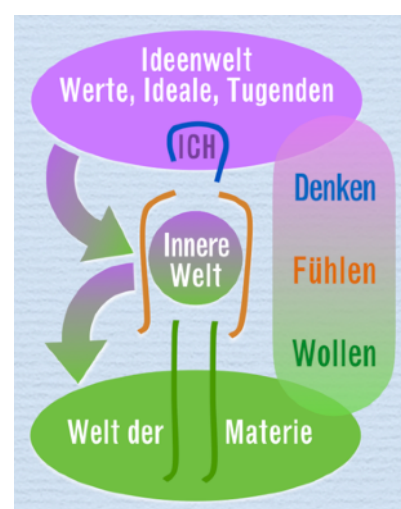 Ideenwelt
Werte, Ideale, Tugenden
ICH
Denken
Innere
Welt
Fühlen
Wollen
Welt der Materie